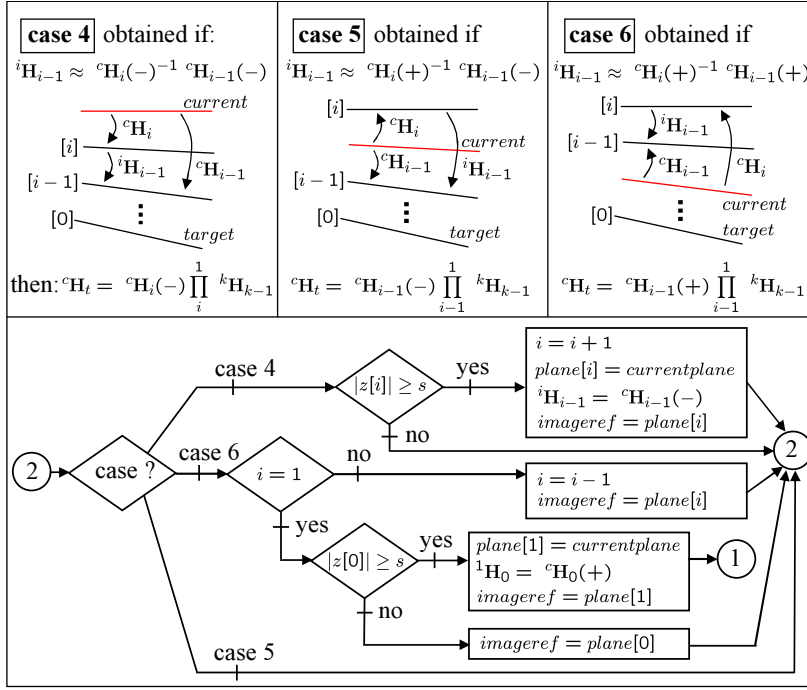 case 4 obtained if:
ⁱH_{i−1} ≈ ᶜH_i(−)⁻¹ ᶜH_{i−1}(−)
current
ᶜH_i
[i]
ⁱH_{i−1}
ᶜH_{i−1}
[i − 1]
⋮
[0]
target
then: ᶜH_t = ᶜH_i(−) ∏_{i}^{1} ᵏH_{k−1}
case 5 obtained if
ⁱH_{i−1} ≈ ᶜH_i(+)⁻¹ ᶜH_{i−1}(−)
[i]
ᶜH_i
current
ᶜH_{i−1}
ⁱH_{i−1}
[i − 1]
⋮
[0]
target
ᶜH_t = ᶜH_{i−1}(−) ∏_{i−1}^{1} ᵏH_{k−1}
case 6 obtained if
ⁱH_{i−1} ≈ ᶜH_i(+)⁻¹ ᶜH_{i−1}(+)
[i]
ⁱH_{i−1}
[i − 1]
ᶜH_{i−1}
ᶜH_i
current
⋮
[0]
target
ᶜH_t = ᶜH_{i−1}(+) ∏_{i−1}^{1} ᵏH_{k−1}
2
case ?
case 4
|z[i]| ≥ s
yes
i = i + 1
plane[i] = currentplane
ⁱH_{i−1} = ᶜH_{i−1}(−)
imageref = plane[i]
no
2
case 6
i = 1
no
i = i − 1
imageref = plane[i]
yes
|z[0]| ≥ s
yes
plane[1] = currentplane
¹H₀ = ᶜH₀(+)
imageref = plane[1]
1
no
imageref = plane[0]
case 5